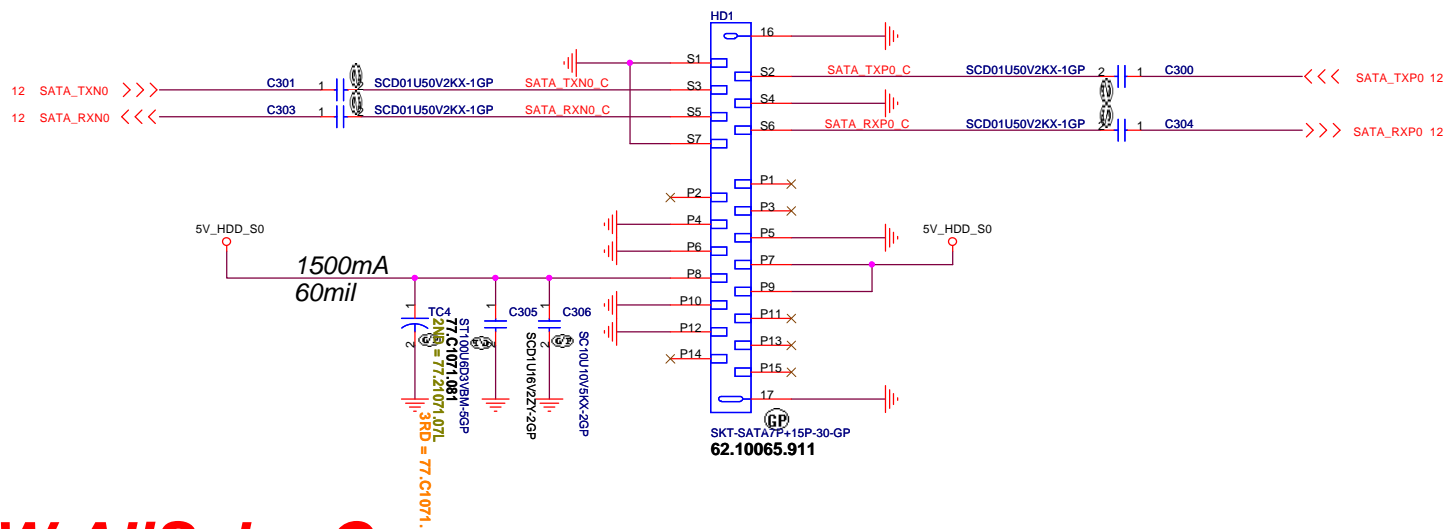 HD1
16
S1
S2
SATA_TXP0_C
SCD01U50V2KX-1GP
2
1
C300
SATA_TXP0 12
12 SATA_TXN0
C301
1
SCD01U50V2KX-1GP
SATA_TXN0_C
S3
S4
12 SATA_RXN0
C303
1
SCD01U50V2KX-1GP
SATA_RXN0_C
S5
S6
SATA_RXP0_C
SCD01U50V2KX-1GP
2
1
C304
SATA_RXP0 12
S7
P1
P2
P3
P4
P5
5V_HDD_S0
5V_HDD_S0
P6
P7
1500mA
60mil
P8
P9
P10
P11
P12
P13
P14
P15
17
1
TC4
2
ST100U6D3VBM-5GP
77.C1071.081
2ND = 77.21071.07L
3RD = 77.C1071.
1
C305
2
SCD1U16V2ZY-2GP
1
C306
2
SC10U10V5KX-2GP
GP
SKT-SATA7P+15P-30-GP
62.10065.911